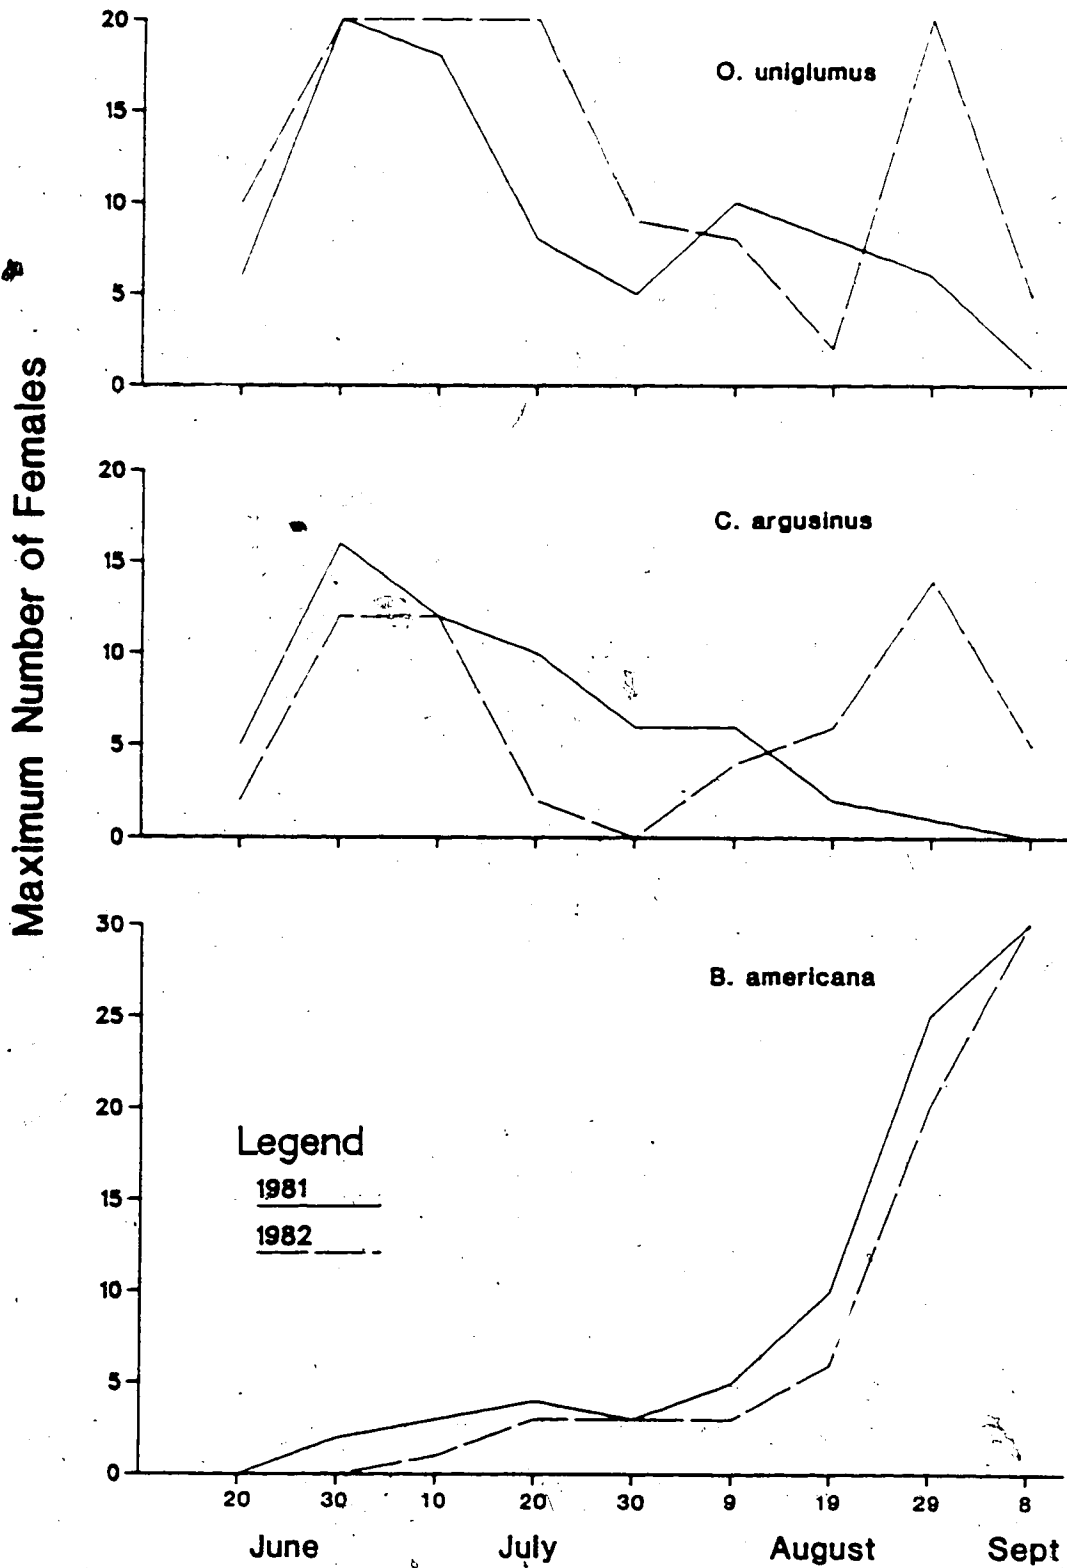 Maximum Number of Females
20
O. uniglumus
15
10
5
0
20
C. argusinus
15
10
5
0
30
B. americana
25
20
Legend
15
1981
1982
10
5
0
20 30 10 20 30 9 19 29 8
June July August Sept